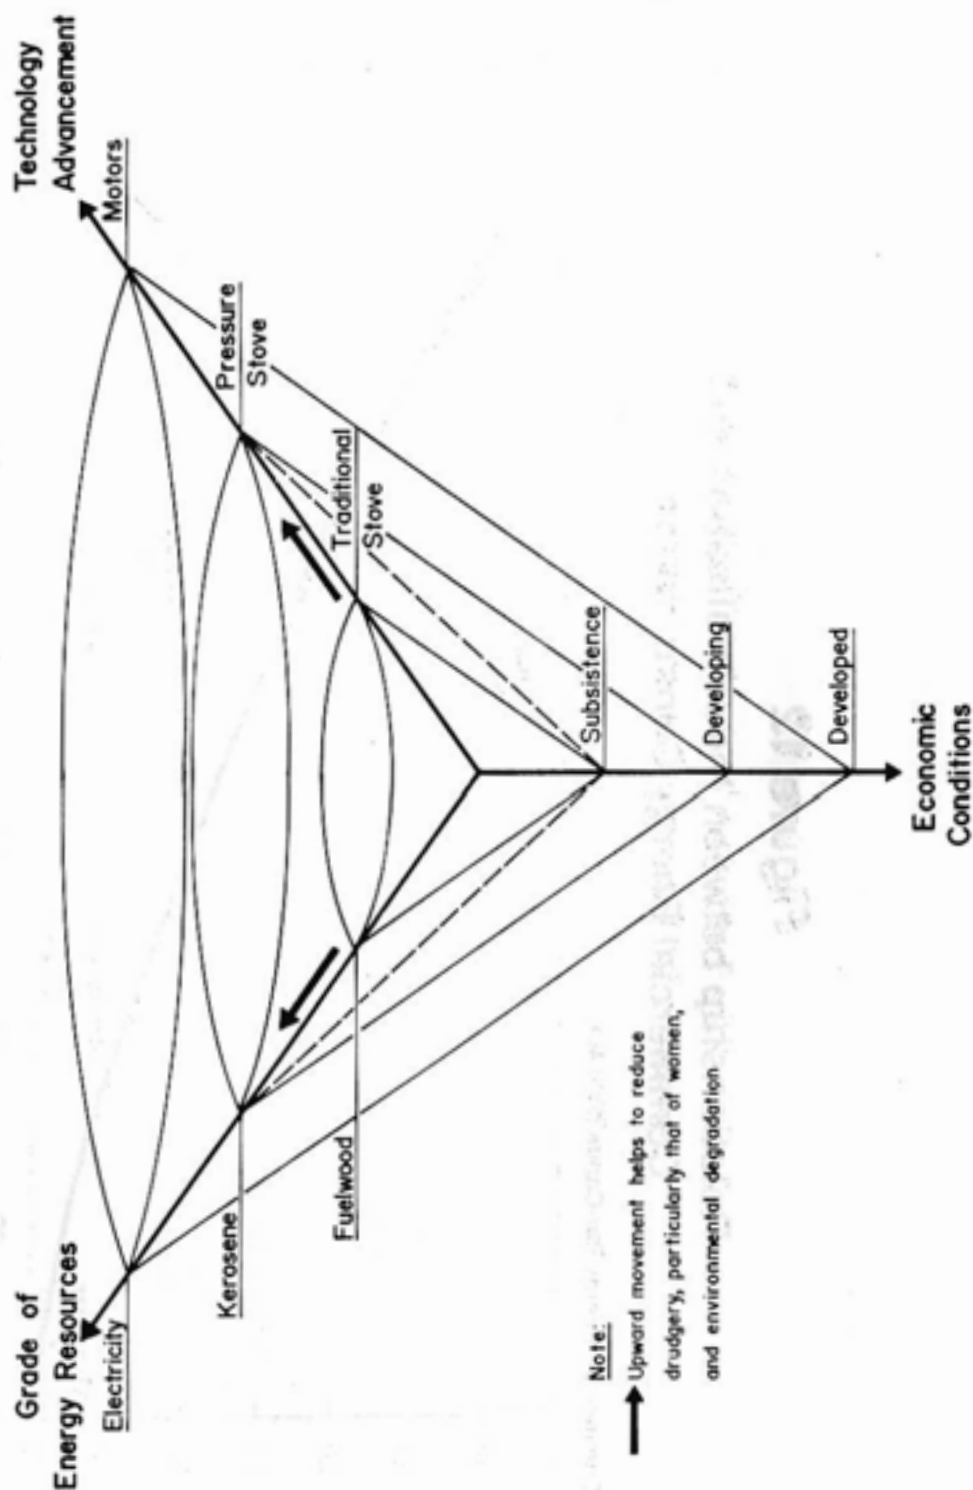 Grade of
Energy Resources
Technology
Advancement
Electricity
Motors
Kerosene
Pressure
Stove
Fuelwood
Traditional
Stove
Subsistence
Developing
Developed
Economic
Conditions
Note:
Upward movement helps to reduce
drudgery, particularly that of women,
and environmental degradation